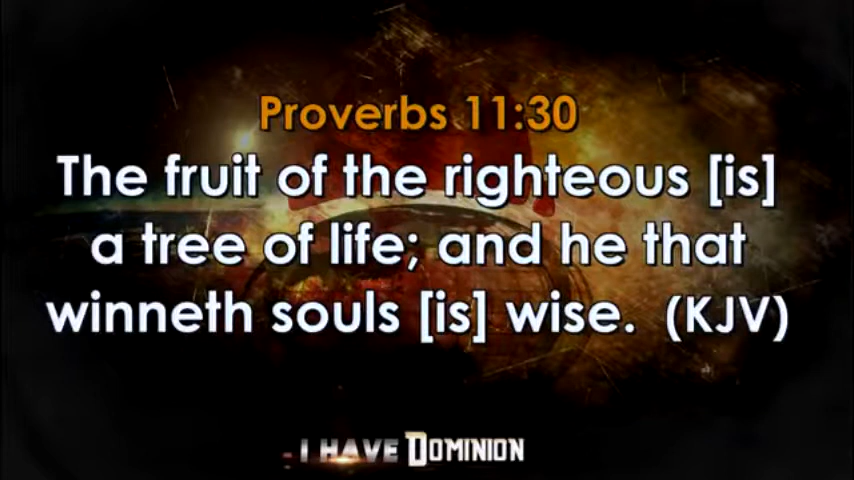 Proverbs 11:30
The fruit of the righteous [is]
a tree of life; and he that
winneth souls [is] wise. (KJV)
I HAVE DOMINION